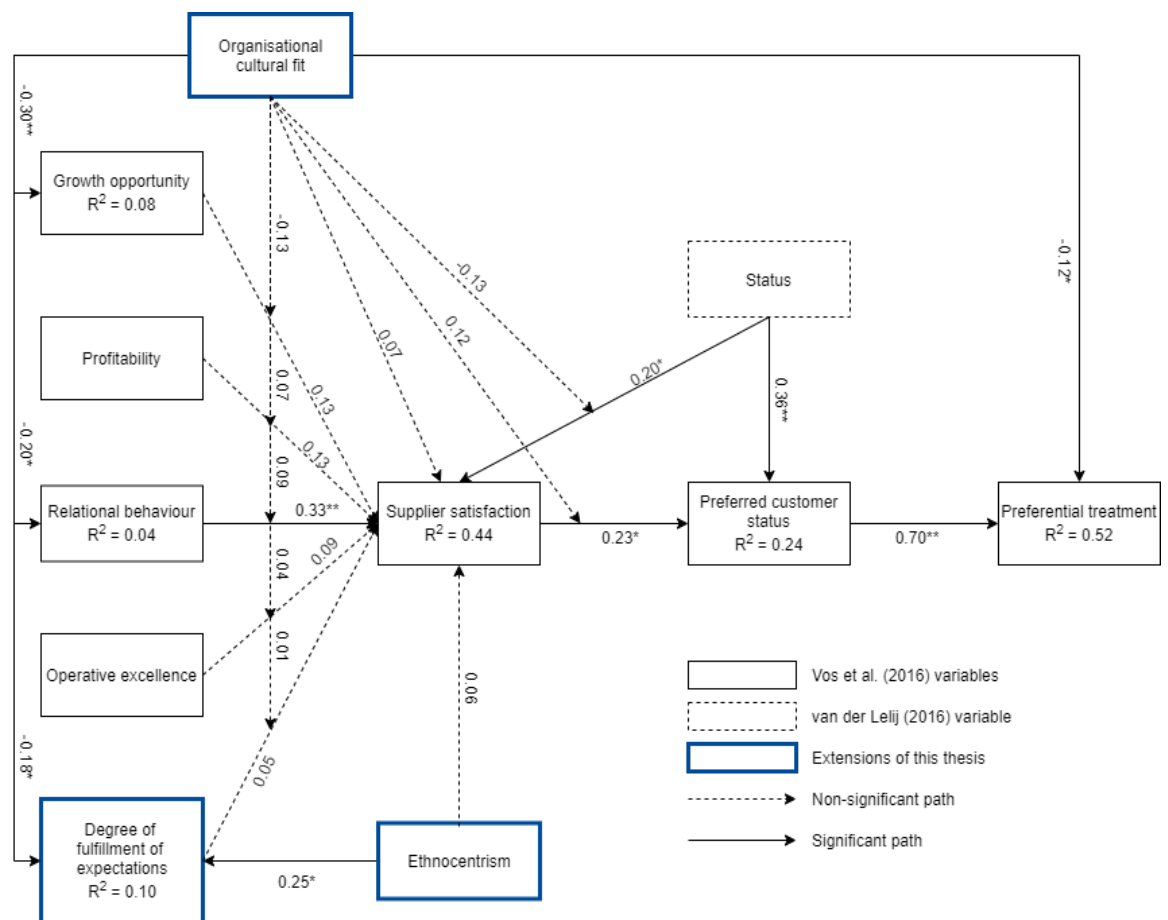 Organisational
cultural fit
-0.30**
Growth opportunity
R² = 0.08
-0.13
-0.13
Status
-0.12*
0.12
0.07
0.20*
Profitability
0.13
0.07
0.36**
-0.20*
0.13
0.09
Relational behaviour
R² = 0.04
0.33**
Supplier satisfaction
R² = 0.44
0.23*
Preferred customer
status
R² = 0.24
0.70**
Preferential treatment
R² = 0.52
0.09
0.04
Operative excellence
0.01
0.06
Vos et al. (2016) variables
van der Lelij (2016) variable
Extensions of this thesis
Non-significant path
Significant path
-0.18*
0.05
Degree of
fulfillment of
expectations
R² = 0.10
0.25*
Ethnocentrism